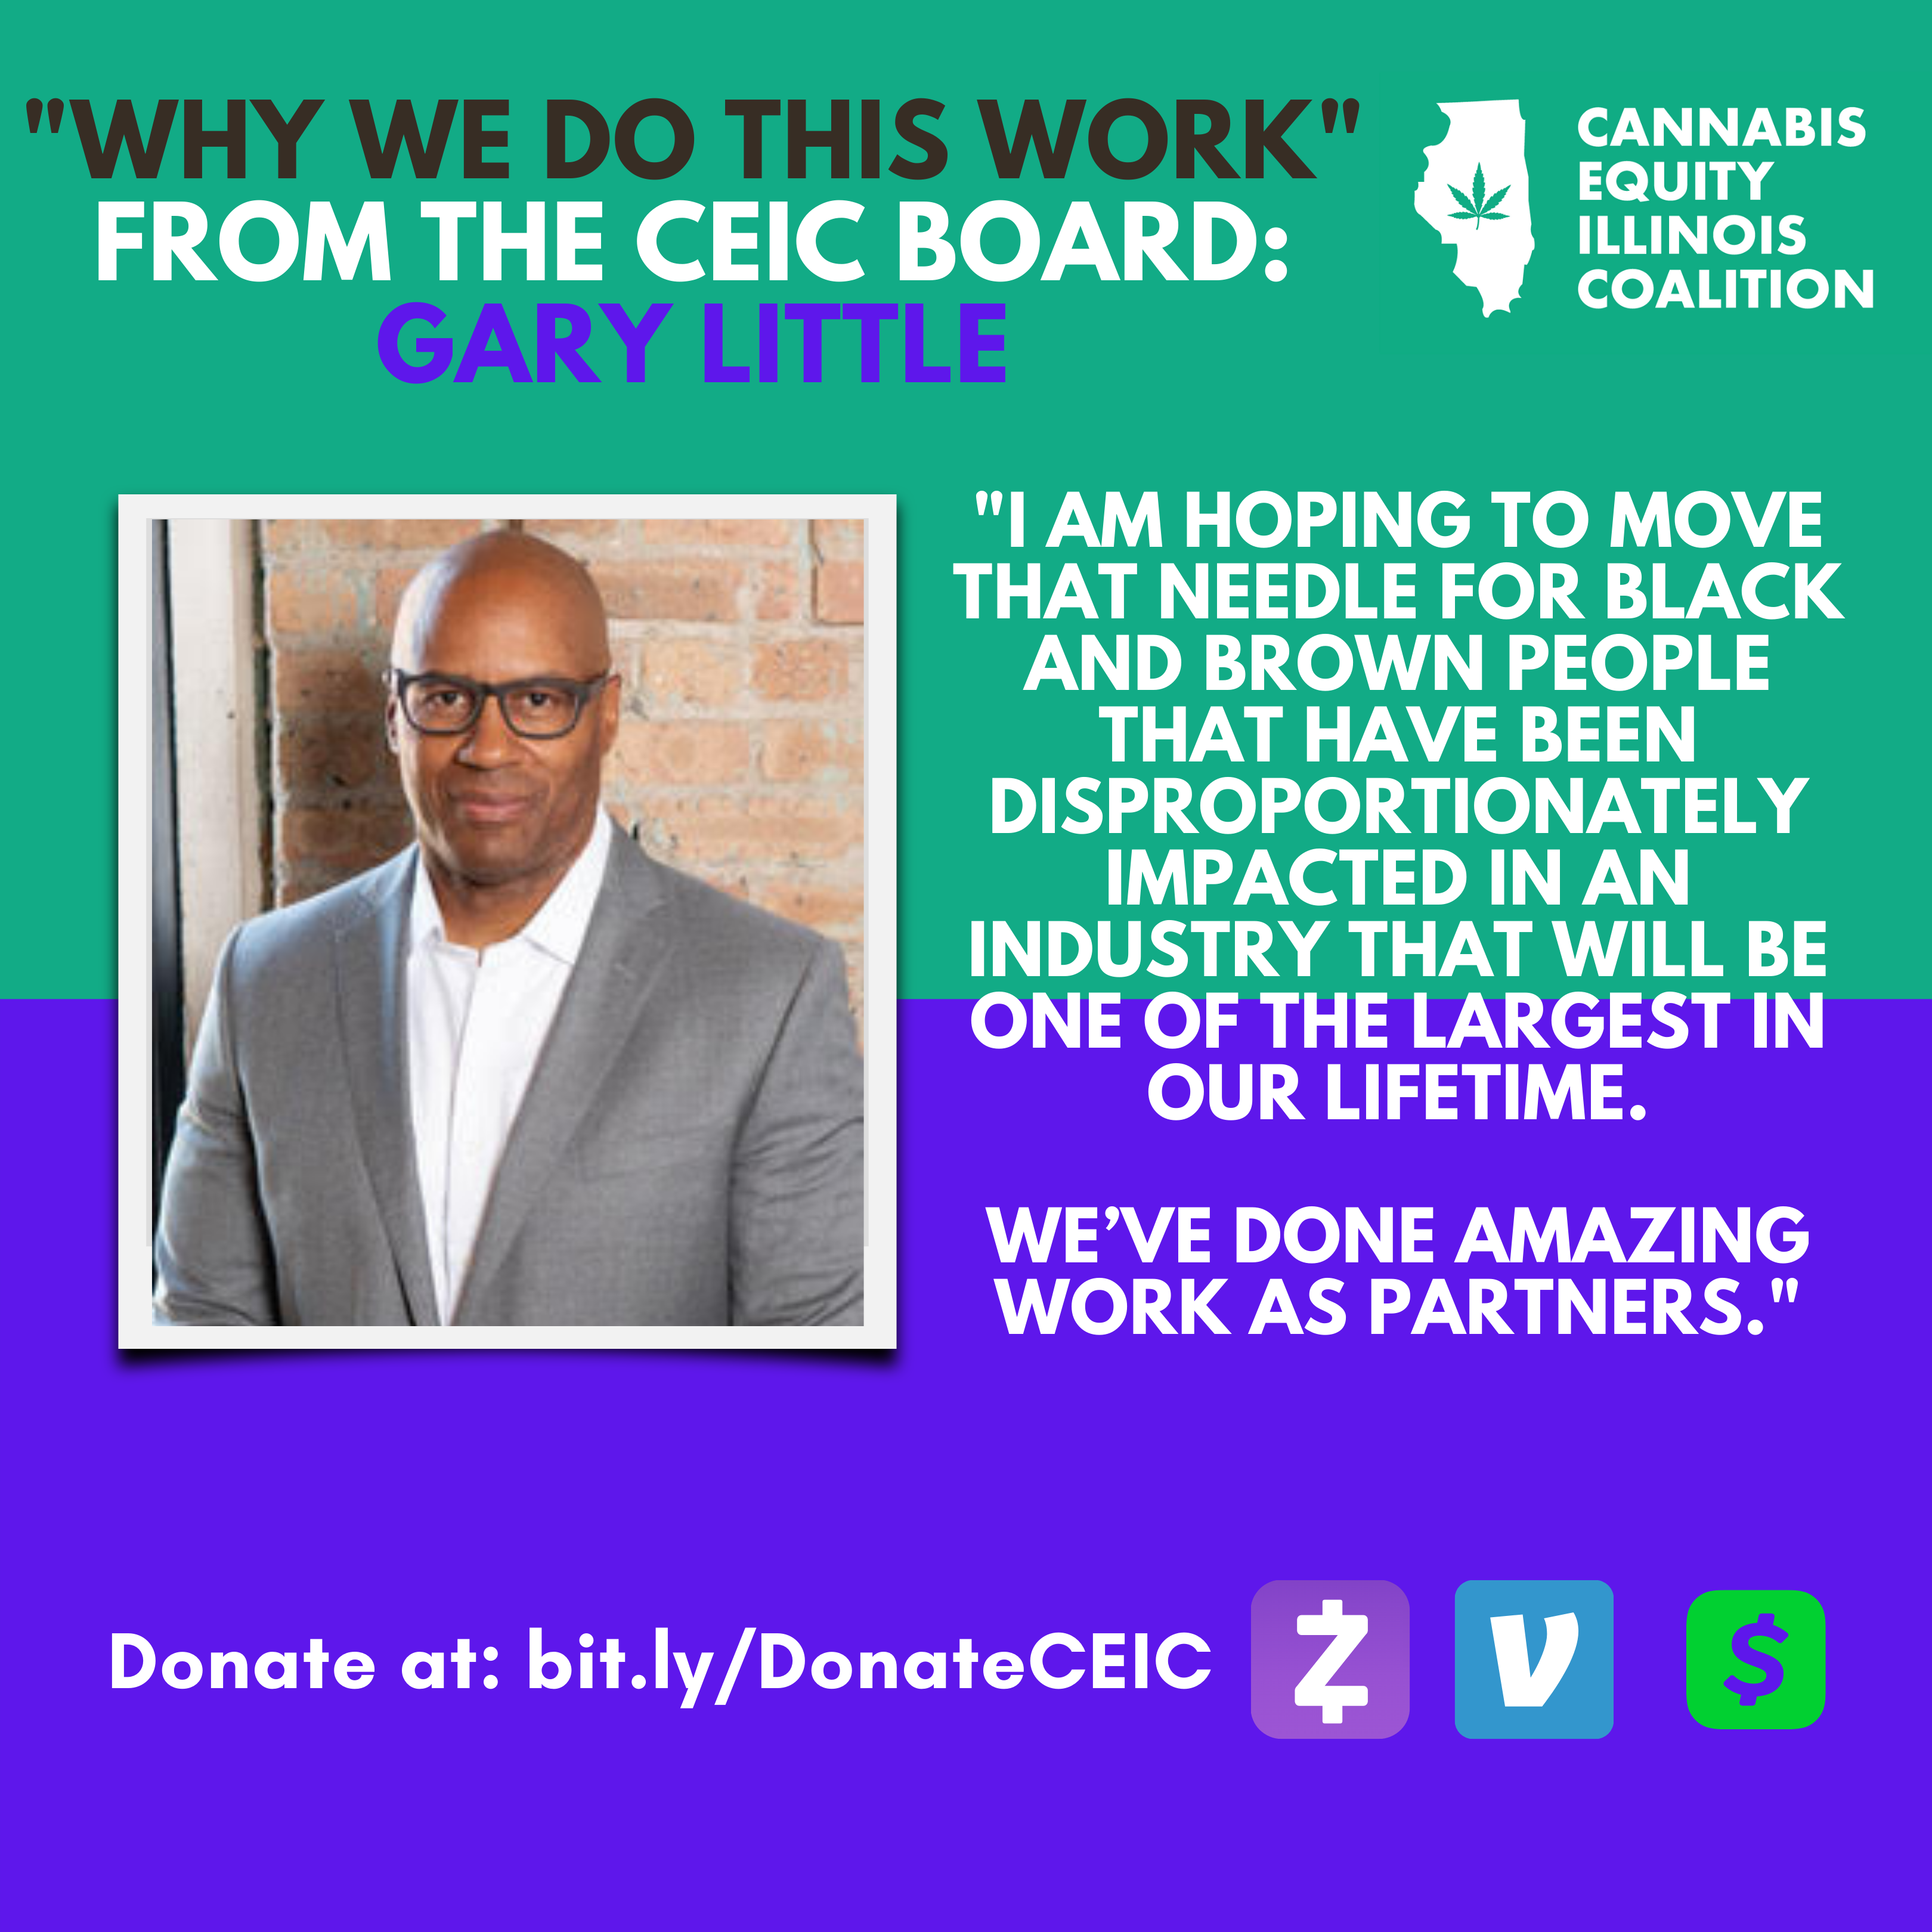 "WHY WE DO THIS WORK"
FROM THE CEIC BOARD:
GARY LITTLE
CANNABIS
EQUITY
ILLINOIS
COALITION
"I AM HOPING TO MOVE
THAT NEEDLE FOR BLACK
AND BROWN PEOPLE
THAT HAVE BEEN
DISPROPORTIONATELY
IMPACTED IN AN
INDUSTRY THAT WILL BE
ONE OF THE LARGEST IN
OUR LIFETIME.
WE’VE DONE AMAZING
WORK AS PARTNERS."
Donate at: bit.ly/DonateCEIC